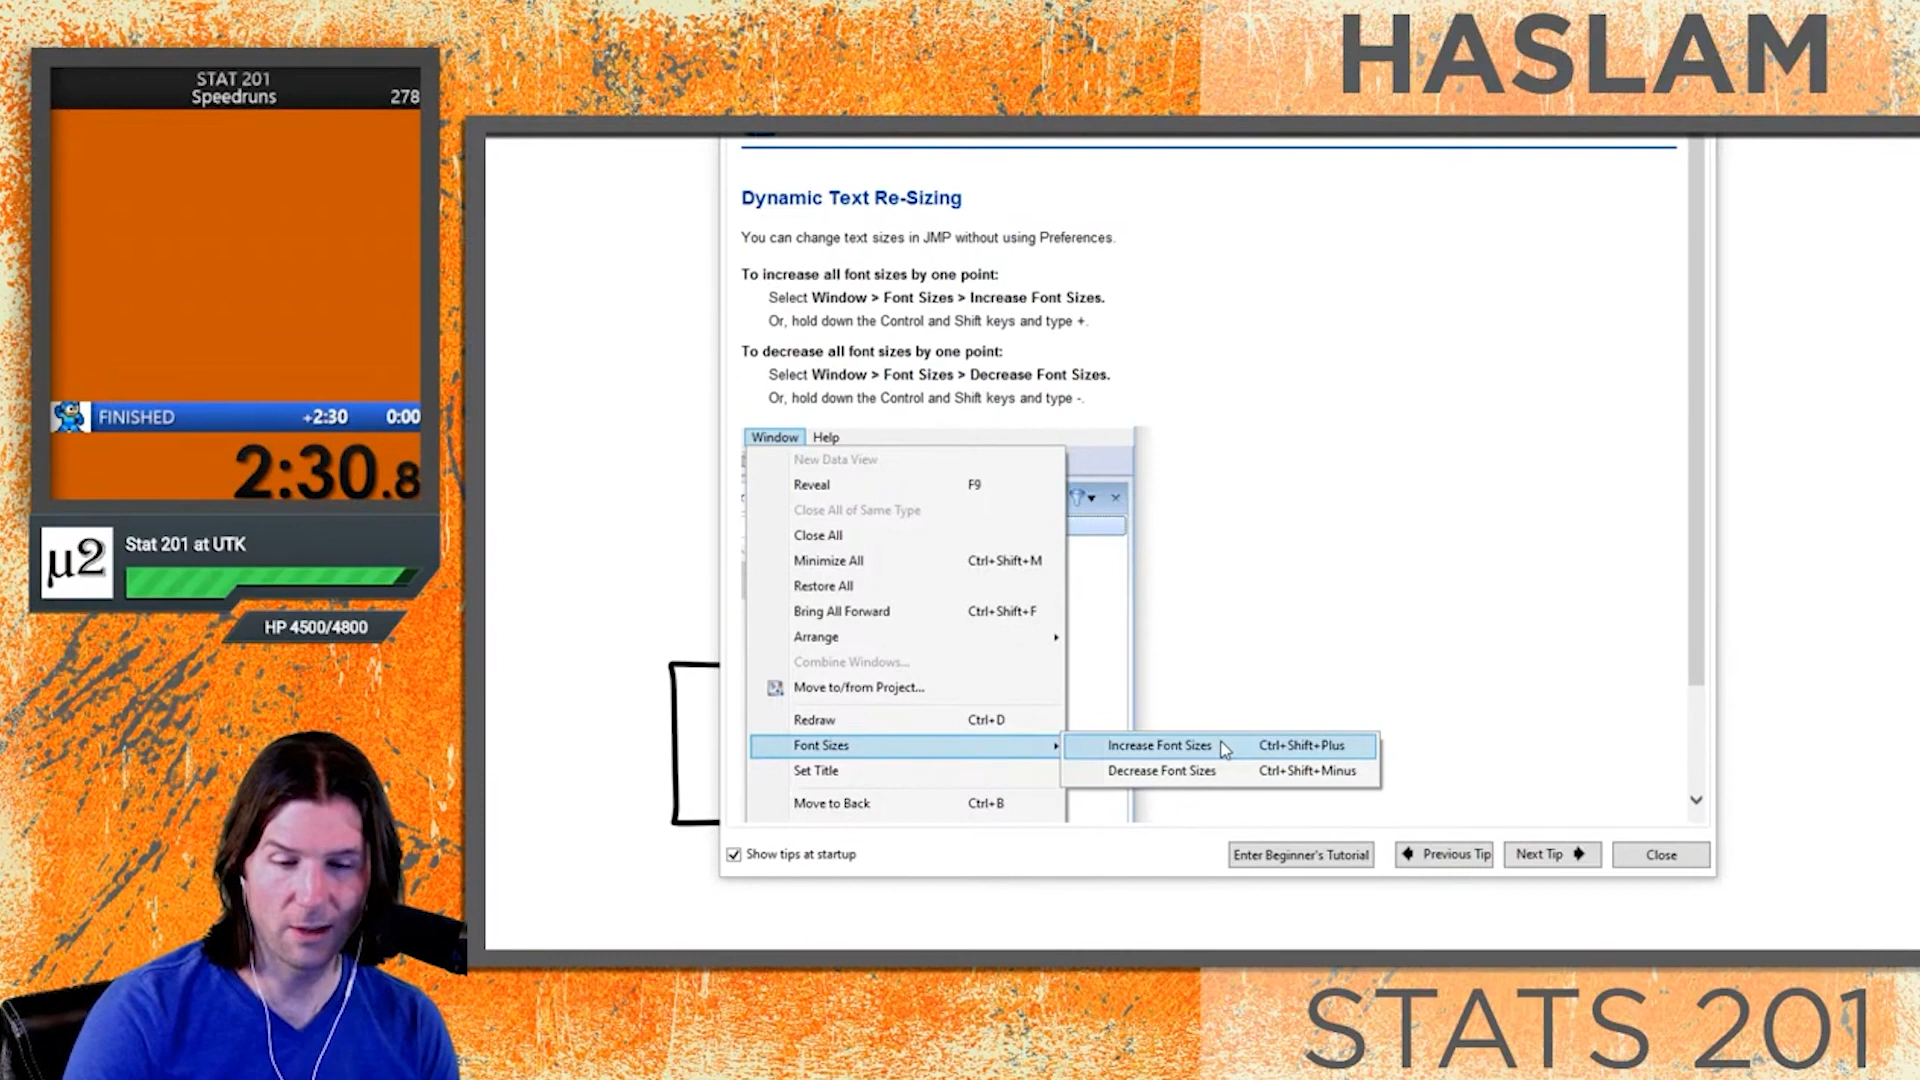 HASLAM
STAT 201
Speedruns 278
FINISHED +2:30 0:00
2:30.8
µ2 Stat 201 at UTK
HP 4500/4800
Dynamic Text Re-Sizing
You can change text sizes in JMP without using Preferences.
To increase all font sizes by one point:
Select Window > Font Sizes > Increase Font Sizes.
Or, hold down the Control and Shift keys and type +.
To decrease all font sizes by one point:
Select Window > Font Sizes > Decrease Font Sizes.
Or, hold down the Control and Shift keys and type -.
Window Help
New Data View
Reveal F9
Close All of Same Type
Close All
Minimize All Ctrl+Shift+M
Restore All
Bring All Forward Ctrl+Shift+F
Arrange
Combine Windows...
Move to/from Project...
Redraw Ctrl+D
Font Sizes Increase Font Sizes Ctrl+Shift+Plus
Set Title Decrease Font Sizes Ctrl+Shift+Minus
Move to Back Ctrl+B
Show tips at startup Enter Beginner's Tutorial Previous Tip Next Tip Close
STATS 201